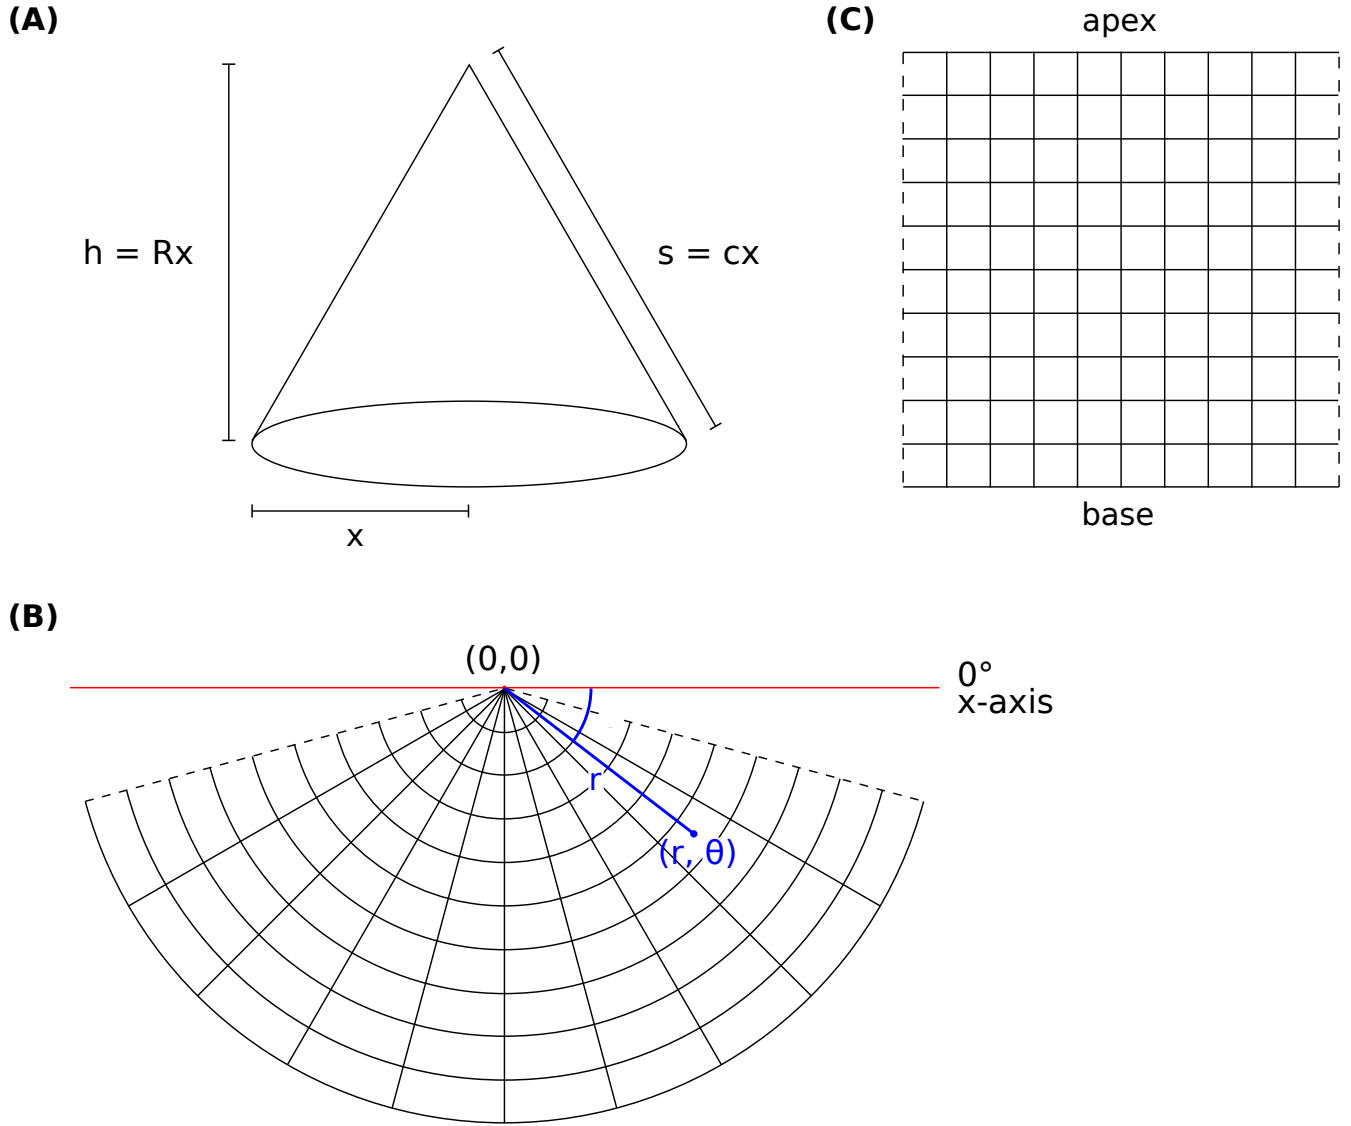 (A)
(C)
apex
h = Rx
s = cx
x
base
(B)
(0,0)
0°
x-axis
r
(r, θ)